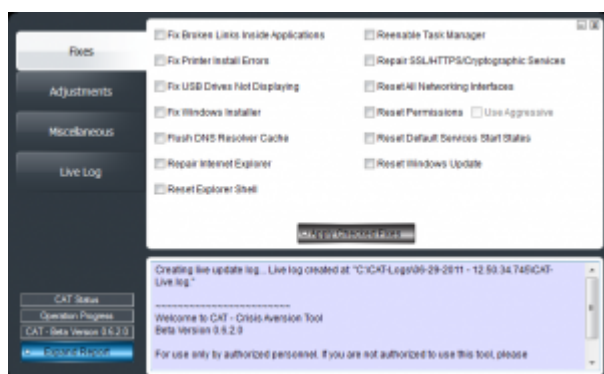 Fixes
Adjustments
Miscellaneous
Live Log
CAT Status
Operation Progress
CAT - Beta Version 0.6.2.0
Expand Report
Fix Broken Links Inside Applications
Fix Printer Install Errors
Fix USB Drives Not Displaying
Fix Windows Installer
Flush DNS Resolver Cache
Repair Internet Explorer
Reset Explorer Shell
Reenable Task Manager
Repair SSL/HTTPS/Cryptographic Services
Reset All Networking Interfaces
Reset Permissions Use Aggressive
Reset Default Services Start States
Reset Windows Update
Apply Checked Fixes
Creating live update log... Live log created at: "C:\CAT-Logs\06-29-2011 - 12.50.34.745\CAT-
Live.log."
~~~~~~~~~~~~~~~~~~~~~~~~
Welcome to CAT - Crisis Aversion Tool
Beta Version 0.6.2.0
For use only by authorized personnel. If you are not authorized to use this tool, please